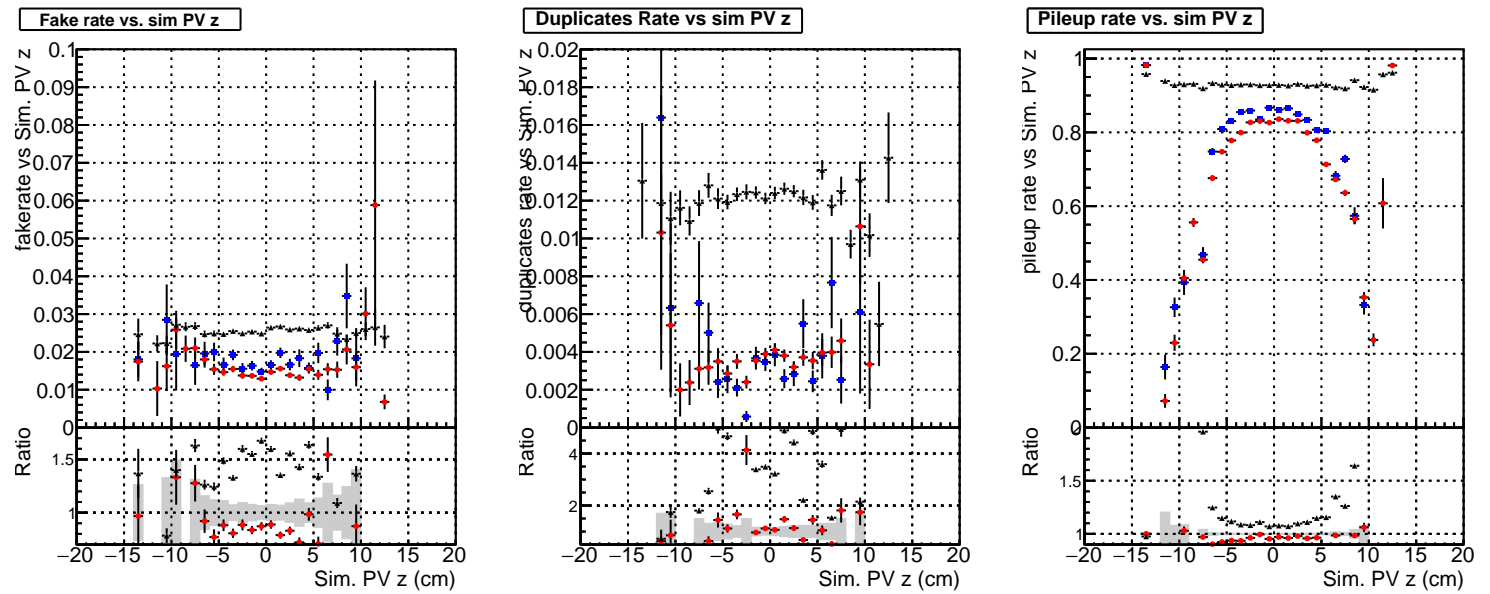 Fake rate vs. sim PV z
fakerate vs Sim. PV z
0.1
0.09
0.08
0.07
0.06
0.05
0.04
0.03
0.02
0.01
0
Ratio
1.5
1
−20 −15 −10 −5 0 5 10 15 20
Sim. PV z (cm)
Duplicates Rate vs sim PV z
duplicates rate vs Sim. PV z
0.02
0.018
0.016
0.014
0.012
0.01
0.008
0.006
0.004
0.002
0
Ratio
4
2
−20 −15 −10 −5 0 5 10 15 20
Sim. PV z (cm)
Pileup rate vs. sim PV z
pileup rate vs Sim. PV z
1
0.8
0.6
0.4
0.2
0
Ratio
1.5
1
−20 −15 −10 −5 0 5 10 15 20
Sim. PV z (cm)